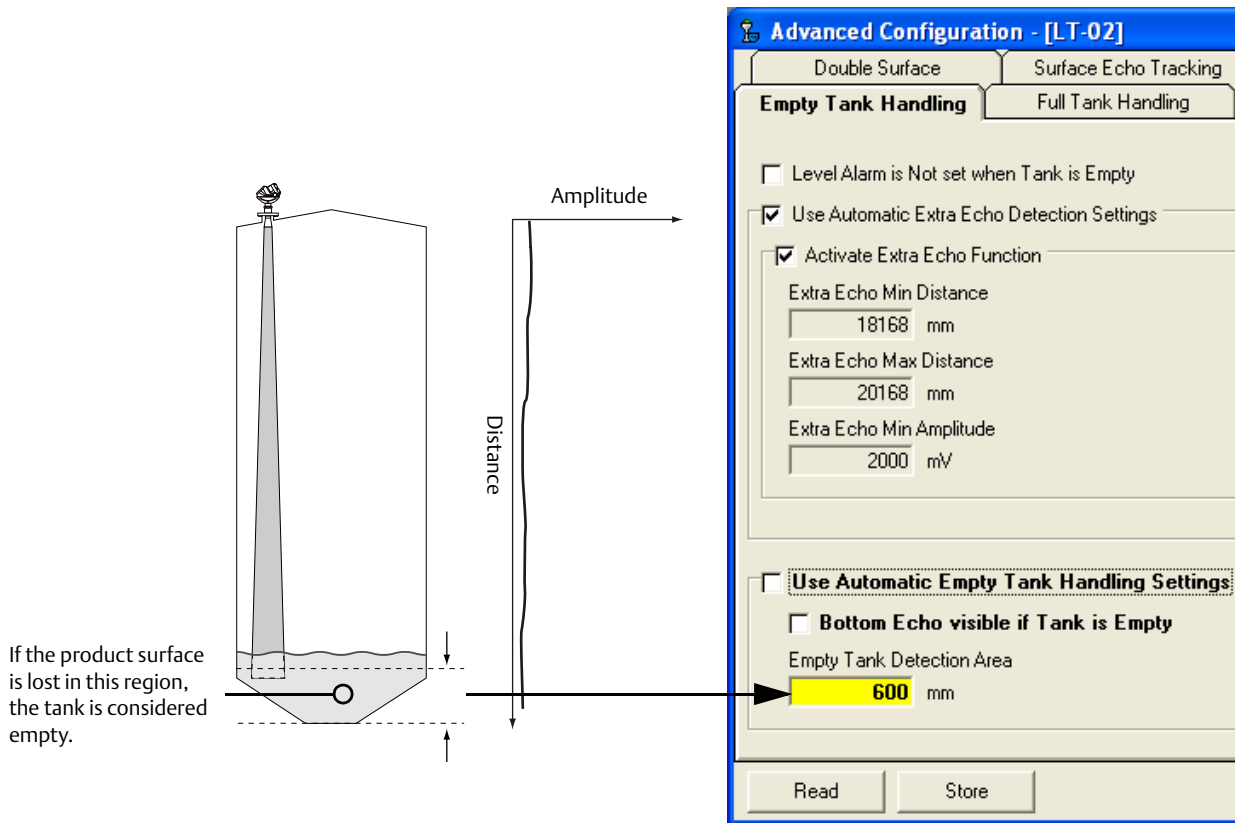 Amplitude
Distance
If the product surface
is lost in this region,
the tank is considered
empty.
Advanced Configuration - [LT-02]
Double Surface
Surface Echo Tracking
Empty Tank Handling
Full Tank Handling
Level Alarm is Not set when Tank is Empty
Use Automatic Extra Echo Detection Settings
Activate Extra Echo Function
Extra Echo Min Distance
18168 mm
Extra Echo Max Distance
20168 mm
Extra Echo Min Amplitude
2000 mV
Use Automatic Empty Tank Handling Settings
Bottom Echo visible if Tank is Empty
Empty Tank Detection Area
600 mm
Read
Store